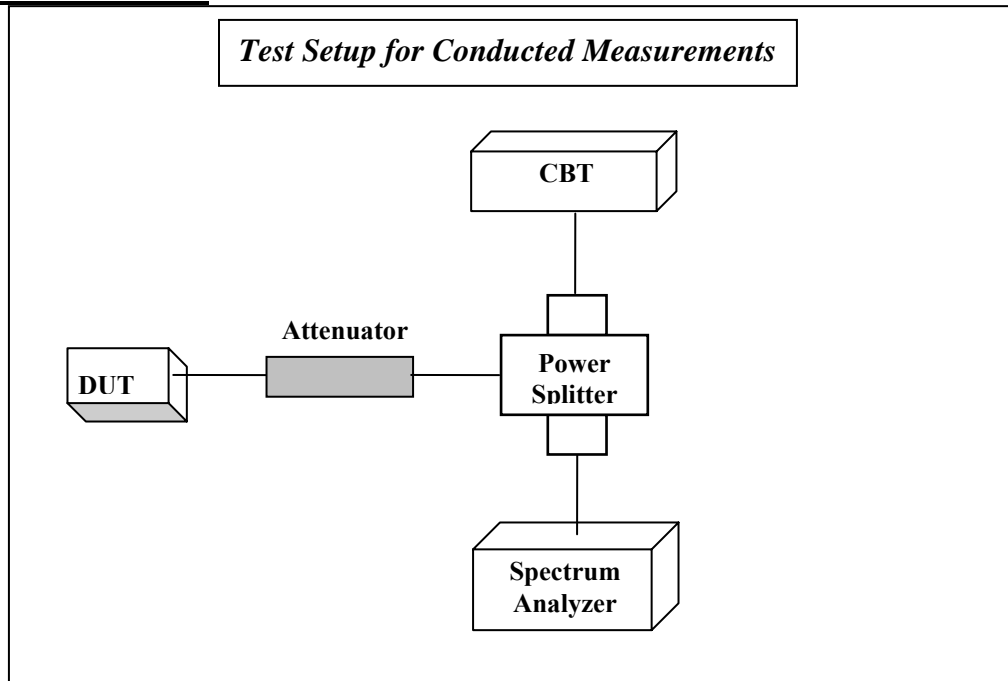 Test Setup for Conducted Measurements
CBT
Attenuator
DUT
Power
Splitter
Spectrum
Analyzer